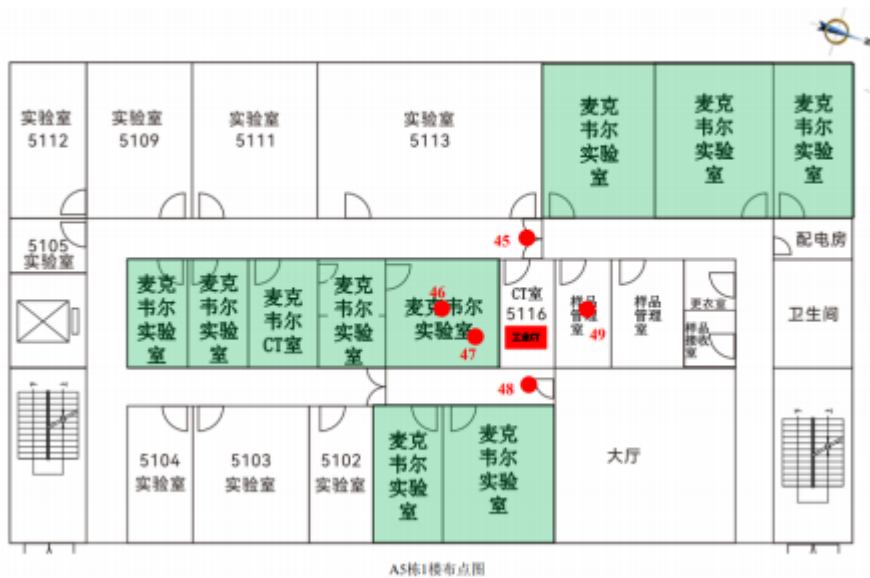 实验室
5112
实验室
5109
实验室
5111
实验室
5113
麦克
韦尔
实验
室
麦克
韦尔
实验
室
麦克
韦尔
实验
室
5105
实验室
45
配电房
麦克
韦尔
实验
室
麦克
韦尔
实验
室
麦克
韦尔
CT室
麦克
韦尔
实验
室
46
麦克韦尔
实验室
47
CT室
5116
工业CT
样品
管理
室
49
样品
管理
室
更衣室
样品
接收
室
卫生间
48
5104
实验室
5103
实验室
5102
实验室
麦克
韦尔
实验
室
麦克
韦尔
实验
室
大厅
A5栋1楼布点图